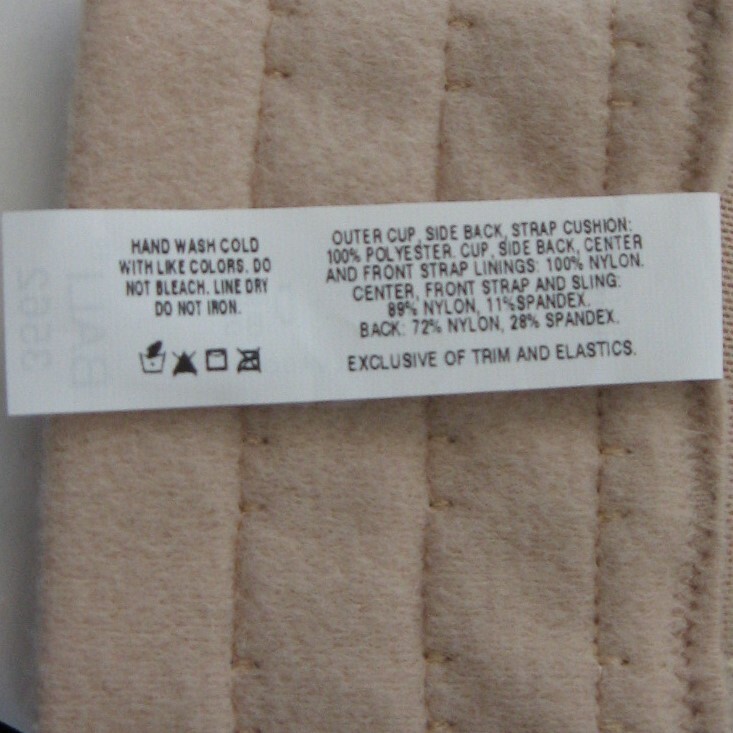 HAND WASH COLD
WITH LIKE COLORS. DO
NOT BLEACH. LINE DRY
DO NOT IRON.
OUTER CUP, SIDE BACK, STRAP CUSHION:
100% POLYESTER. CUP, SIDE BACK, CENTER
AND FRONT STRAP LININGS: 100% NYLON.
CENTER, FRONT STRAP AND SLING:
89% NYLON, 11%SPANDEX.
BACK: 72% NYLON, 28% SPANDEX.
EXCLUSIVE OF TRIM AND ELASTICS.
BALI
3562